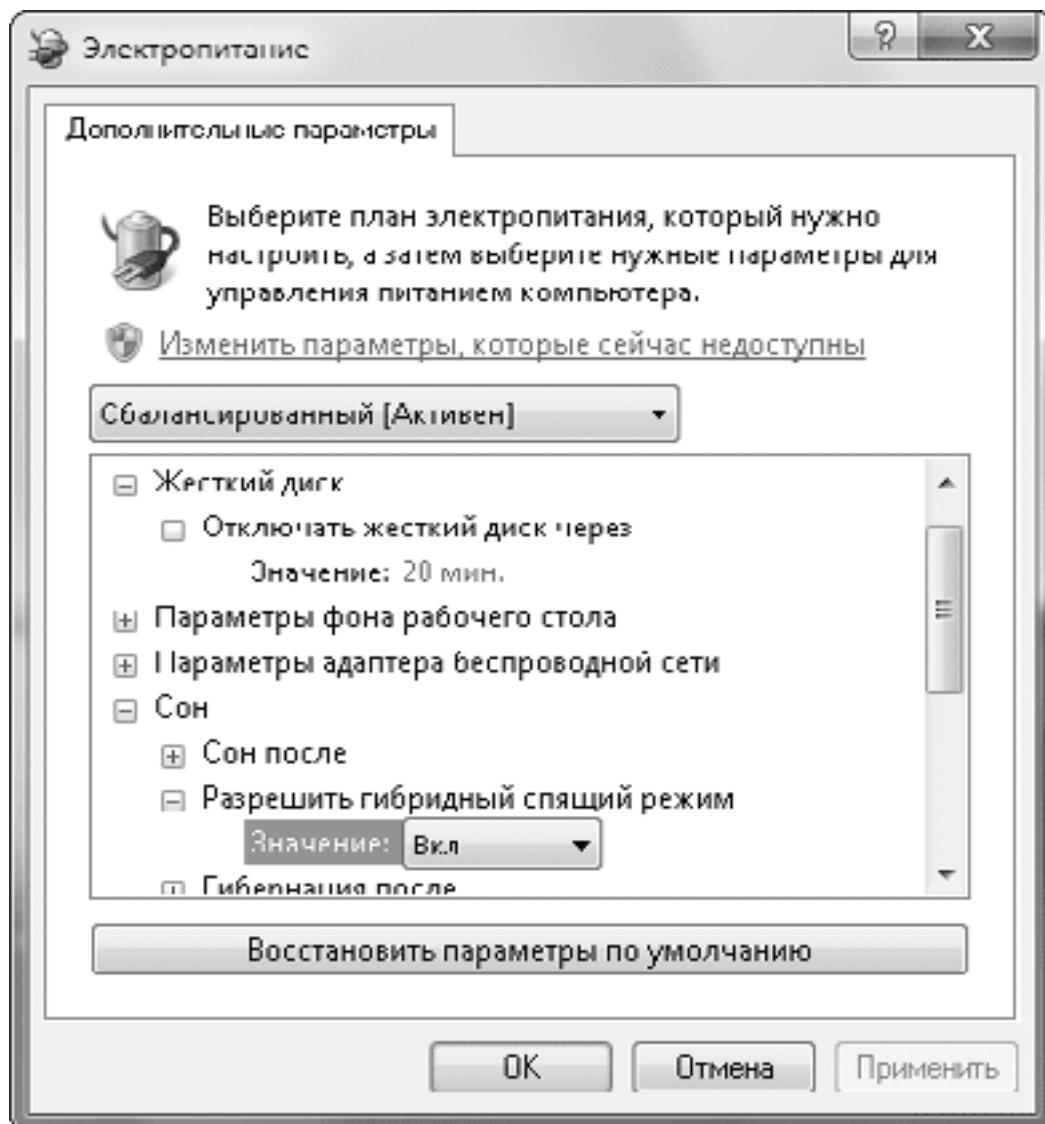 Электропитание
Дополнительные параметры
Выберите план электропитания, который нужно
настроить, а затем выберите нужные параметры для
управления питанием компьютера.
Изменить параметры, которые сейчас недоступны
Сбалансированный [Активен]
Жесткий диск
Отключать жесткий диск через
Значение: 20 мин.
Параметры фона рабочего стола
Параметры адаптера беспроводной сети
Сон
Сон после
Разрешить гибридный спящий режим
Значение: Вкл
Гибернация после
Восстановить параметры по умолчанию
OK Отмена Применить